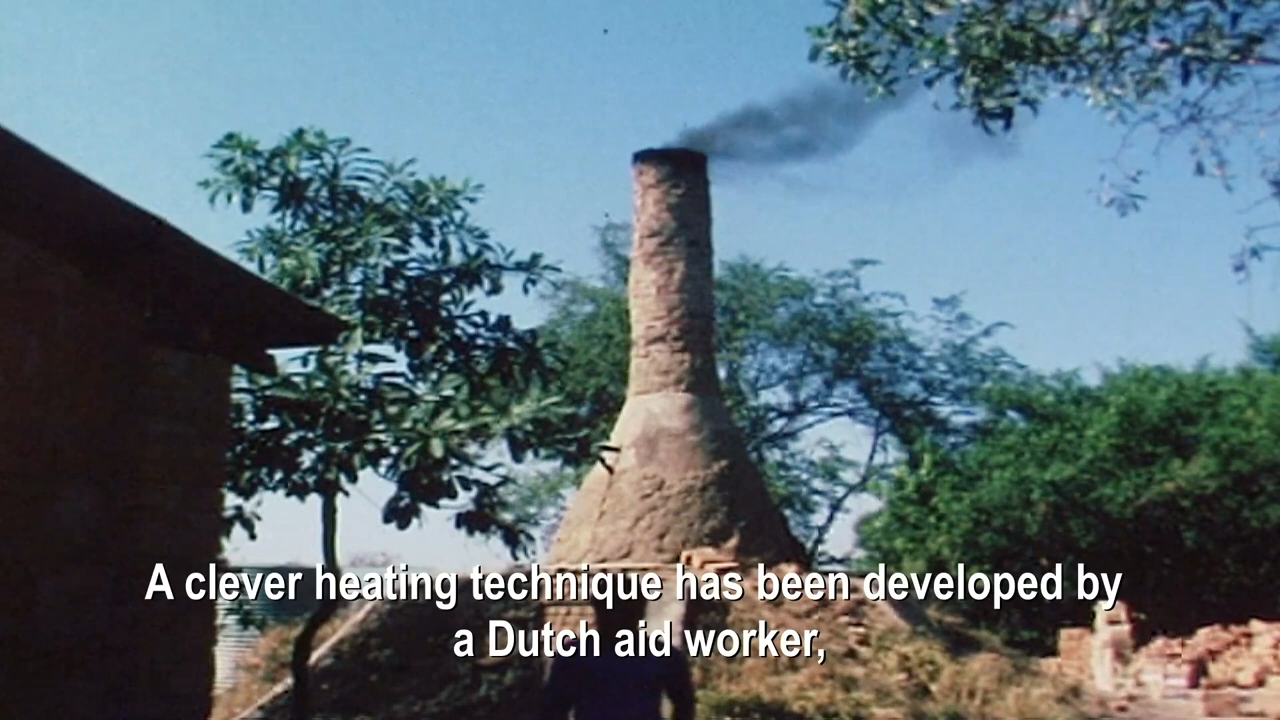 A clever heating technique has been developed by
a Dutch aid worker,